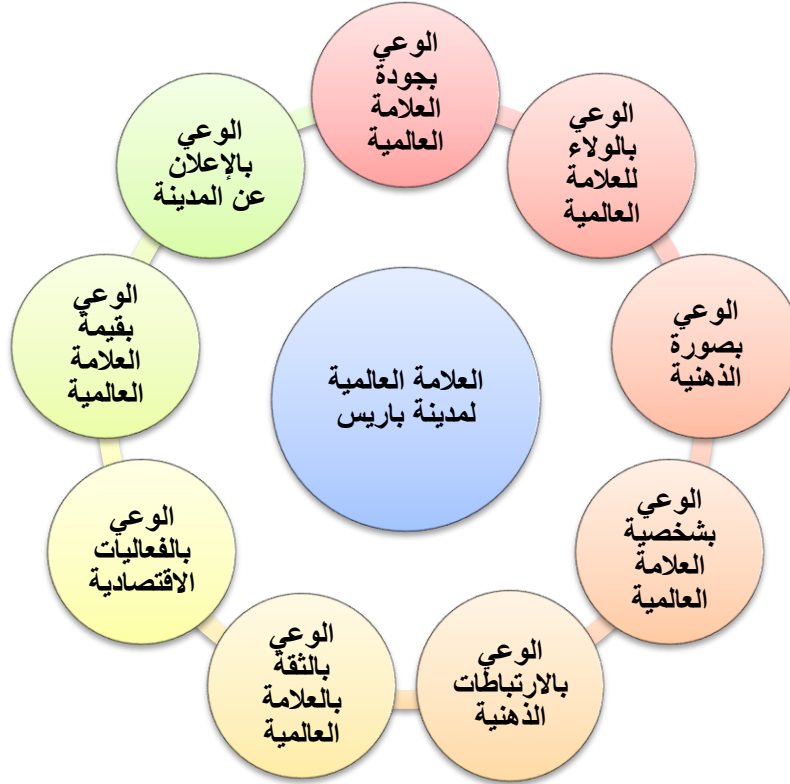 الوعي
بجودة
العلامة
العالمية
الوعي
بالولاء
للعلامة
العالمية
الوعي
بصورة
الذهنية
الوعي
بشخصية
العلامة
العالمية
الوعي
بالارتباطات
الذهنية
الوعي
بالثقة
بالعلامة
العالمية
الوعي
بالفعاليات
الاقتصادية
الوعي
بقيمة
العلامة
العالمية
الوعي
بالإعلان
عن المدينة
العلامة العالمية
لمدينة باريس